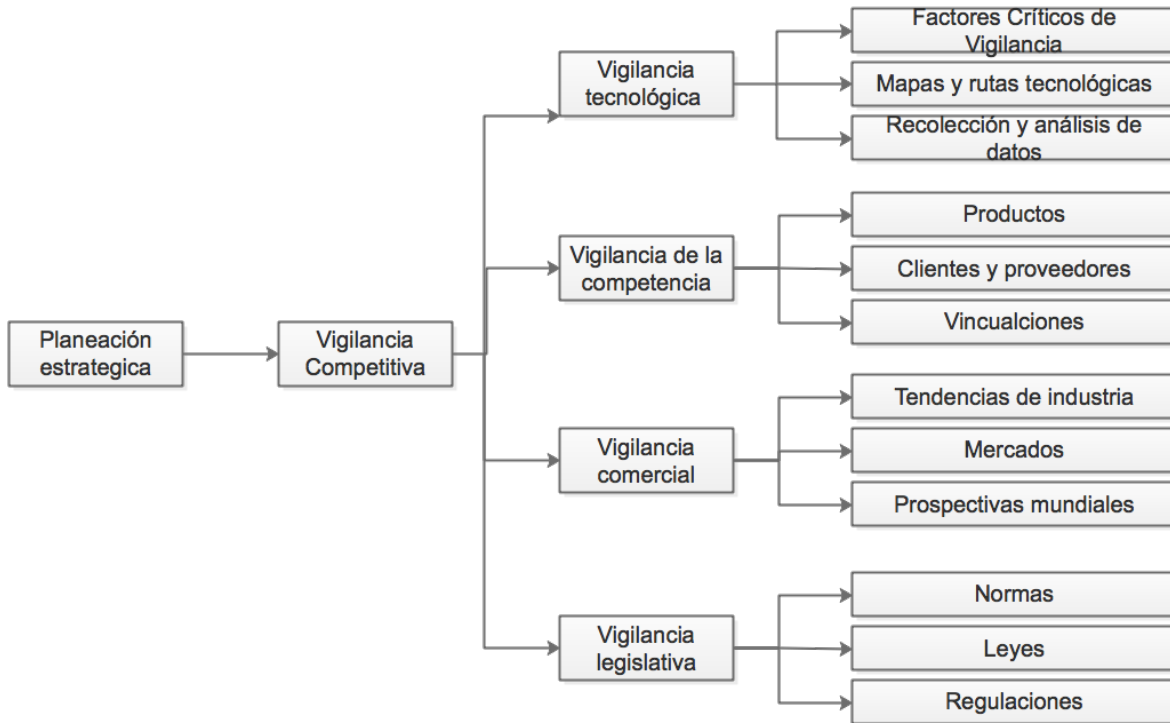 Planeación
estrategica
Vigilancia
Competitiva
Vigilancia
tecnológica
Factores Críticos de
Vigilancia
Mapas y rutas tecnológicas
Recolección y análisis de
datos
Vigilancia de la
competencia
Productos
Clientes y proveedores
Vincualciones
Vigilancia
comercial
Tendencias de industria
Mercados
Prospectivas mundiales
Vigilancia
legislativa
Normas
Leyes
Regulaciones